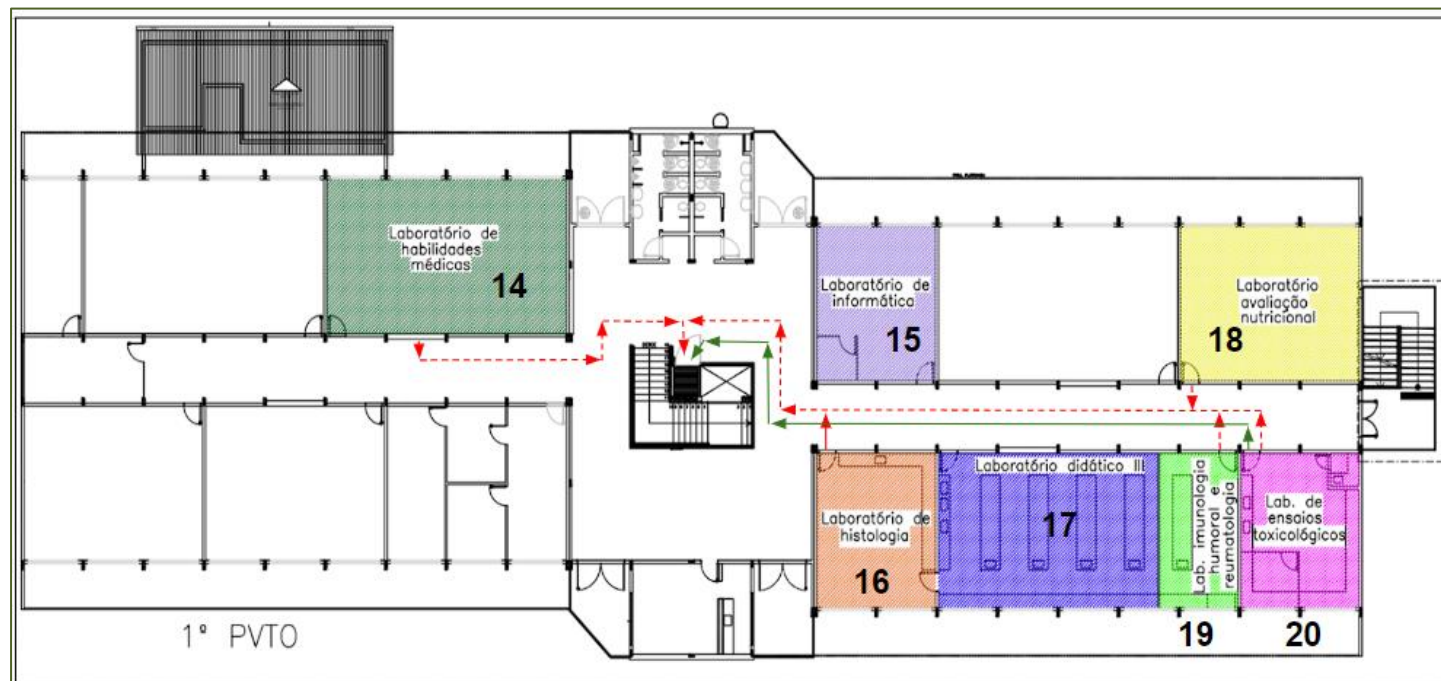 Laboratório de
habilidades
médicas
14
Laboratório de
informática
15
Laboratório
avaliação
nutricional
18
Laboratório de
histologia
16
Laboratório didático III
17
Lab. imunologia
humoral e
reumatologia
19
Lab. de
ensaios
toxicológicos
20
1º PVTO